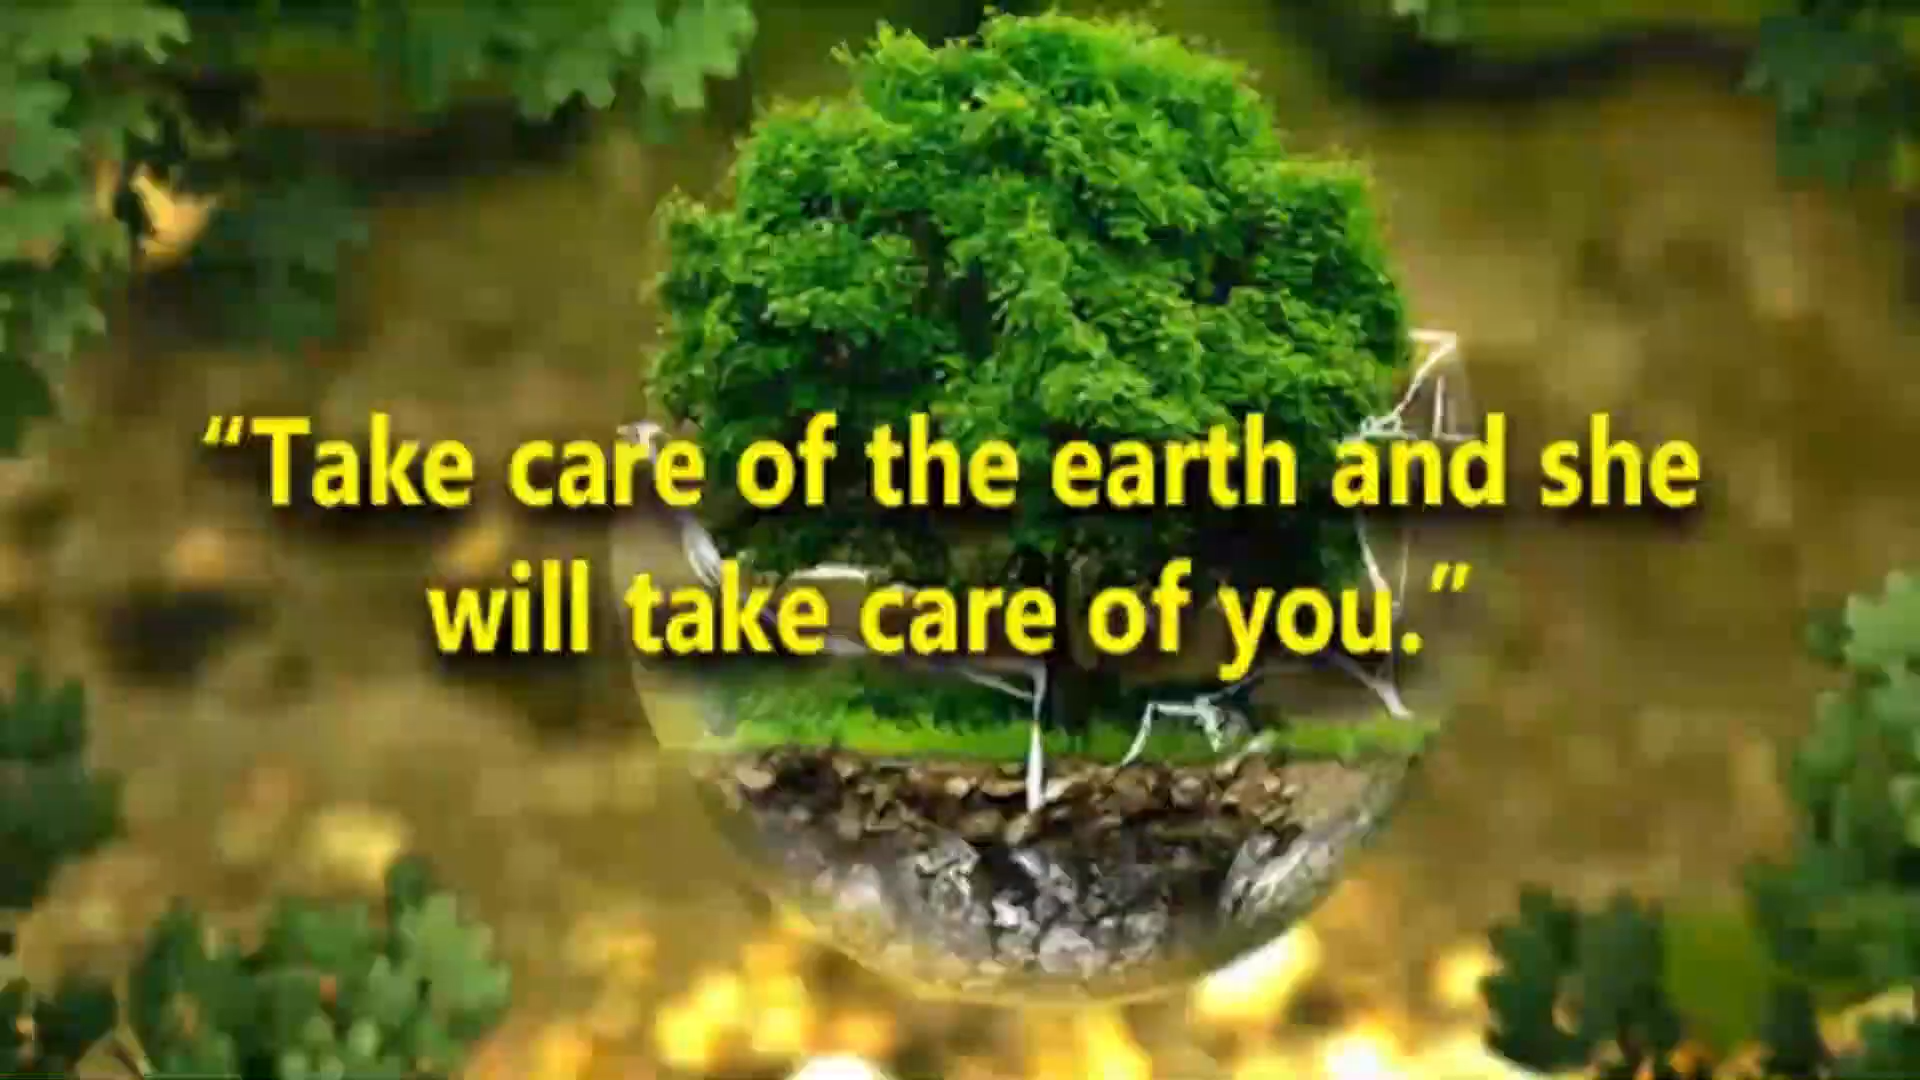 “Take care of the earth and she
will take care of you.”